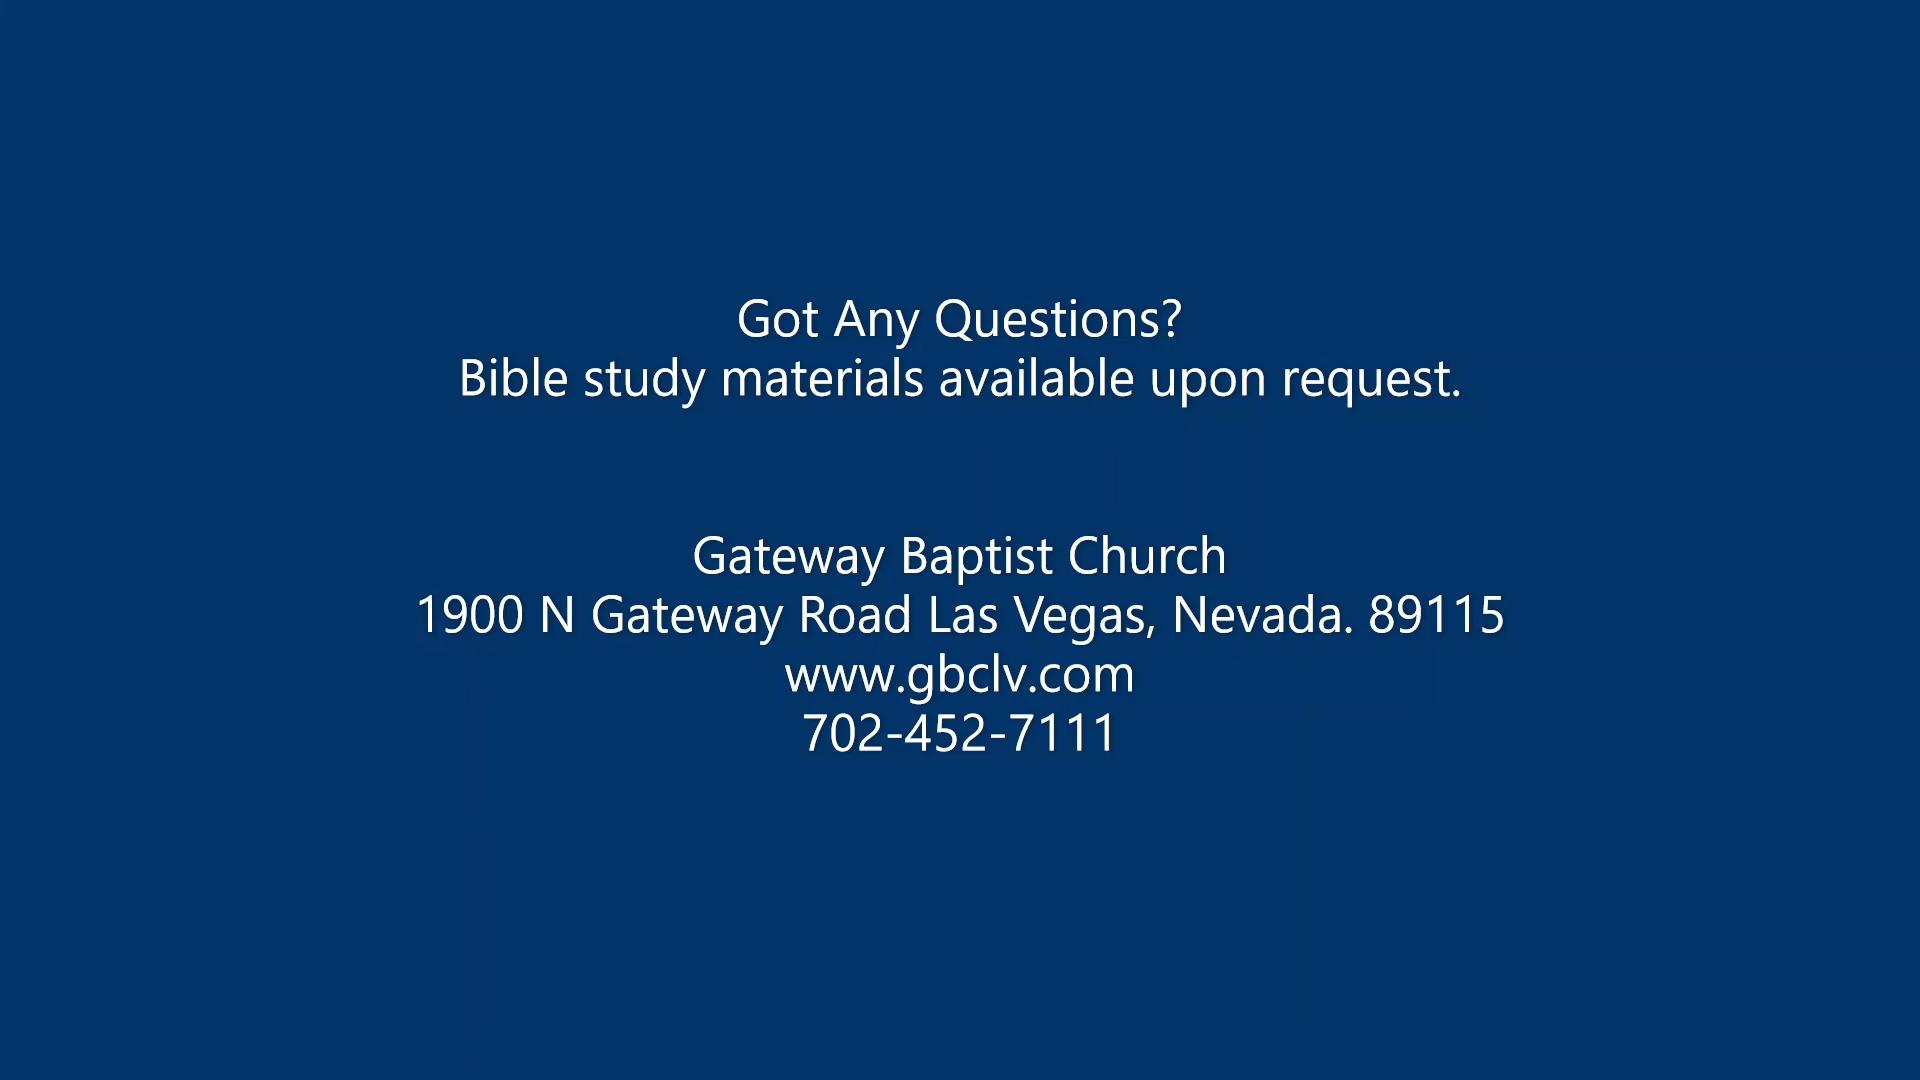 Got Any Questions?
Bible study materials available upon request.
Gateway Baptist Church
1900 N Gateway Road Las Vegas, Nevada. 89115
www.gbclv.com
702-452-7111